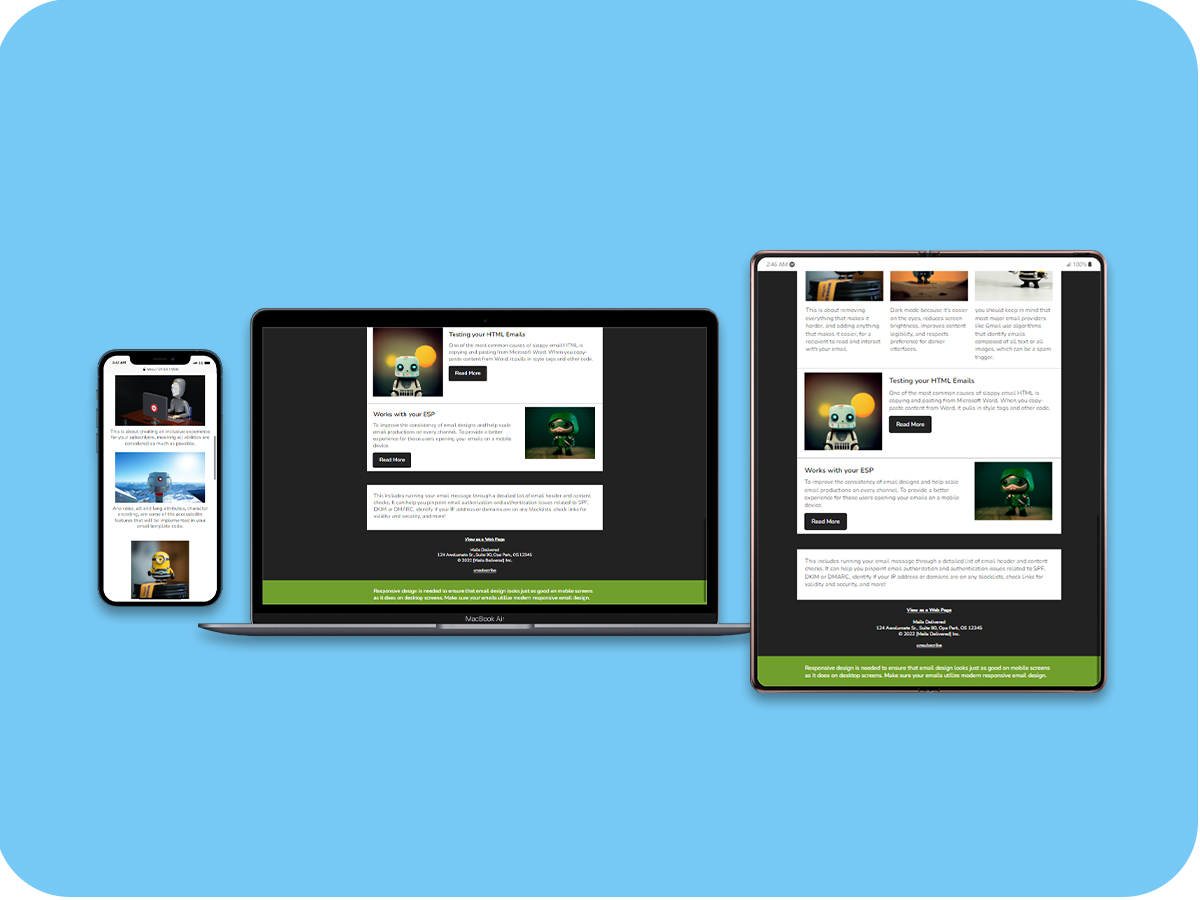 2:42 AM
This is about creating an inclusive experience
for your subscribers, meaning all abilities are
considered as much as possible.
Aria roles, alt and lang attributes, character
encoding, are some of the accessibility
features that will be implemented in your
email template code.
Testing your HTML Emails
One of the most common causes of sloppy email HTML is
copying and pasting from Microsoft Word. When you copy-
paste content from Word, it pulls in style tags and other code.
Read More
Works with your ESP
To improve the consistency of email designs and help scale
email productions on every channel. To provide a better
experience for those users opening your emails on a mobile
device.
Read More
This includes running your email message through a detailed list of email header and content
checks. It can help you pinpoint email authorization and authentication issues related to SPF,
DKIM or DMARC, identify if your IP address or domains are on any blocklists, check links for
validity and security, and more!
View as a Web Page
Mails Delivered
124 Awolumate Sr., Suite 90, Opa Park, OS 12345
© 2022 [Mails Delivered] Inc.
unsubscribe
Responsive design is needed to ensure that email design looks just as good on mobile screens
as it does on desktop screens. Make sure your emails utilize modern responsive email design.
MacBook Air
2:46 AM
100%
This is about removing
everything that makes it
harder, and adding anything
that makes it easier, for a
recipient to read and interact
with your email.
Dark mode because it's easier
on the eyes, reduces screen
brightness, improves content
legibility, and respects
preference for darker
interfaces.
you should keep in mind that
most major email providers
like Gmail use algorithms
that identify emails
composed of all text or all
images, which can be a spam
trigger.
Testing your HTML Emails
One of the most common causes of sloppy email HTML is
copying and pasting from Microsoft Word. When you copy-
paste content from Word, it pulls in style tags and other code.
Read More
Works with your ESP
To improve the consistency of email designs and help scale
email productions on every channel. To provide a better
experience for those users opening your emails on a mobile
device.
Read More
This includes running your email message through a detailed list of email header and content
checks. It can help you pinpoint email authorization and authentication issues related to SPF,
DKIM or DMARC, identify if your IP address or domains are on any blocklists, check links for
validity and security, and more!
View as a Web Page
Mails Delivered
124 Awolumate Sr., Suite 90, Opa Park, OS 12345
© 2022 [Mails Delivered] Inc.
unsubscribe
Responsive design is needed to ensure that email design looks just as good on mobile screens
as it does on desktop screens. Make sure your emails utilize modern responsive email design.